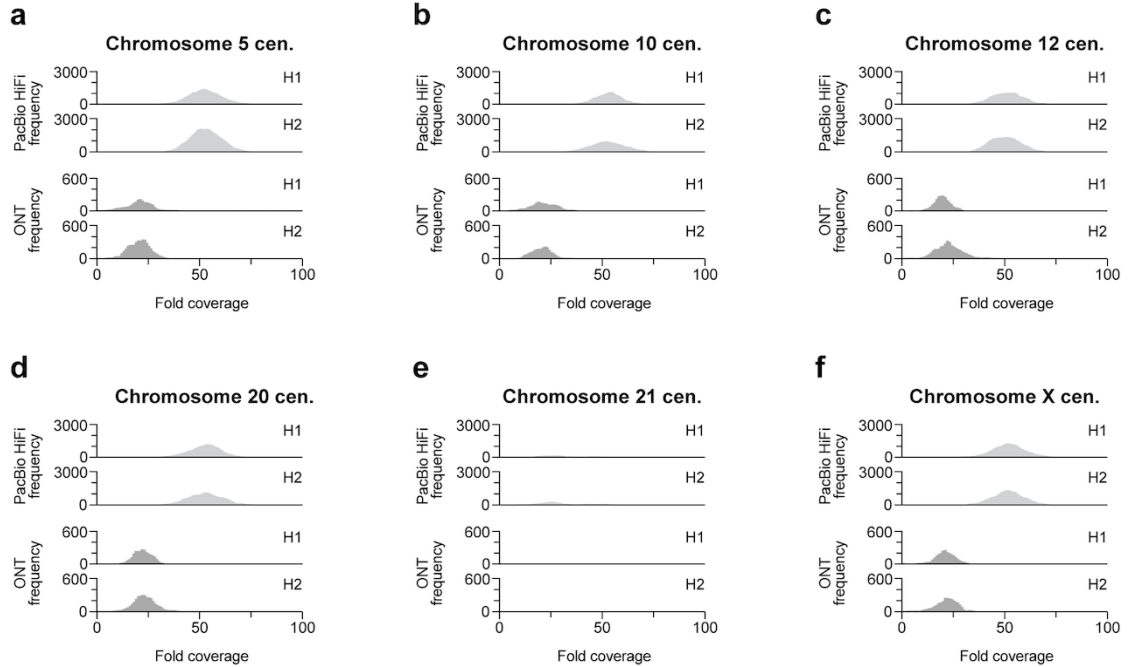 a
Chromosome 5 cen.
PacBio HiFi
frequency
3000
0
H1
3000
0
H2
ONT
frequency
600
0
H1
600
0
H2
0 50 100
Fold coverage
b
Chromosome 10 cen.
PacBio HiFi
frequency
3000
0
H1
3000
0
H2
ONT
frequency
600
0
H1
600
0
H2
0 50 100
Fold coverage
c
Chromosome 12 cen.
PacBio HiFi
frequency
3000
0
H1
3000
0
H2
ONT
frequency
600
0
H1
600
0
H2
0 50 100
Fold coverage
d
Chromosome 20 cen.
PacBio HiFi
frequency
3000
0
H1
3000
0
H2
ONT
frequency
600
0
H1
600
0
H2
0 50 100
Fold coverage
e
Chromosome 21 cen.
PacBio HiFi
frequency
3000
0
H1
3000
0
H2
ONT
frequency
600
0
H1
600
0
H2
0 50 100
Fold coverage
f
Chromosome X cen.
PacBio HiFi
frequency
3000
0
H1
3000
0
H2
ONT
frequency
600
0
H1
600
0
H2
0 50 100
Fold coverage